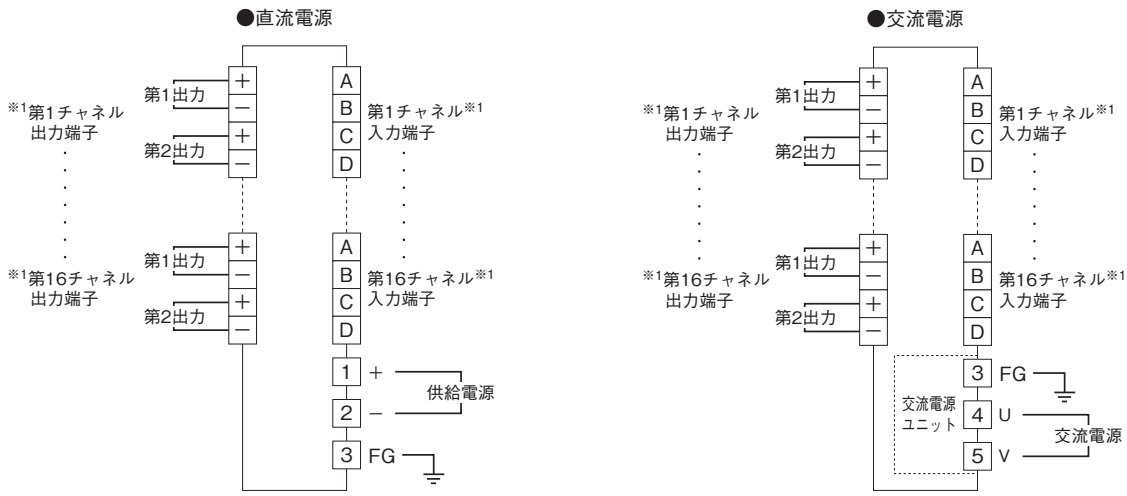 ●直流電源
※1第1チャネル
出力端子
第1出力
第2出力
+
−
+
−
A
B
C
D
第1チャネル※1
入力端子
※1第16チャネル
出力端子
第1出力
第2出力
+
−
+
−
A
B
C
D
第16チャネル※1
入力端子
1 +
2 −
供給電源
3 FG
●交流電源
※1第1チャネル
出力端子
第1出力
第2出力
+
−
+
−
A
B
C
D
第1チャネル※1
入力端子
※1第16チャネル
出力端子
第1出力
第2出力
+
−
+
−
A
B
C
D
第16チャネル※1
入力端子
交流電源
ユニット
3 FG
4 U
5 V
交流電源